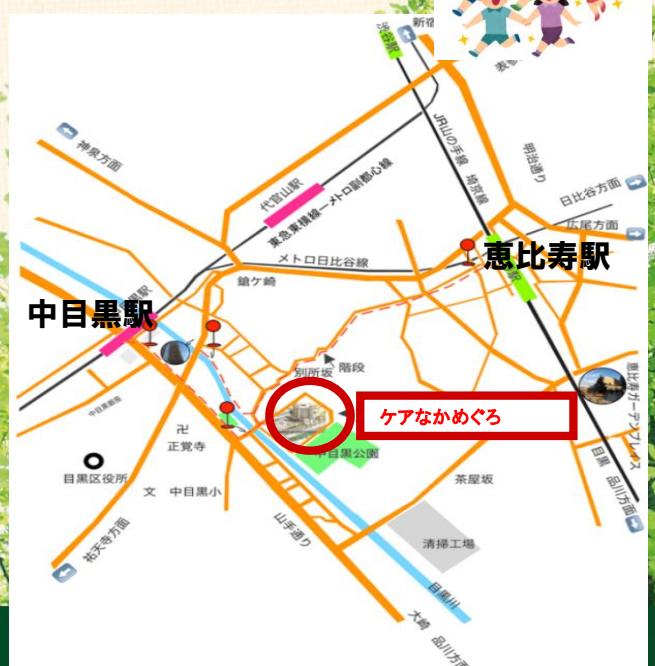 新宿
渋谷駅
神泉方面
JR山の手線 埼京線
明治通り
代官山駅
東急東横線ーメトロ副都心線
日比谷方面
広尾方面
メトロ日比谷線
恵比寿駅
鎗ケ崎
中目黒駅
階段
別所坂
恵比寿ガーデンプレイス
ケアなかめぐろ
卍
正覚寺
中目黒公園
目黒区役所
文 中目黒小
茶屋坂
目黒 品川方面
山手通り
清掃工場
祐天寺方面
目黒川
大崎 品川方面